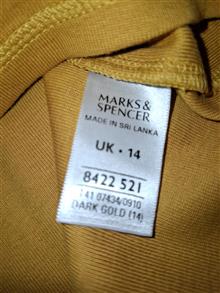 MARKS &
SPENCER
MADE IN SRI LANKA
UK • 14
8422 521
T41 07434/0910
DARK GOLD (14)